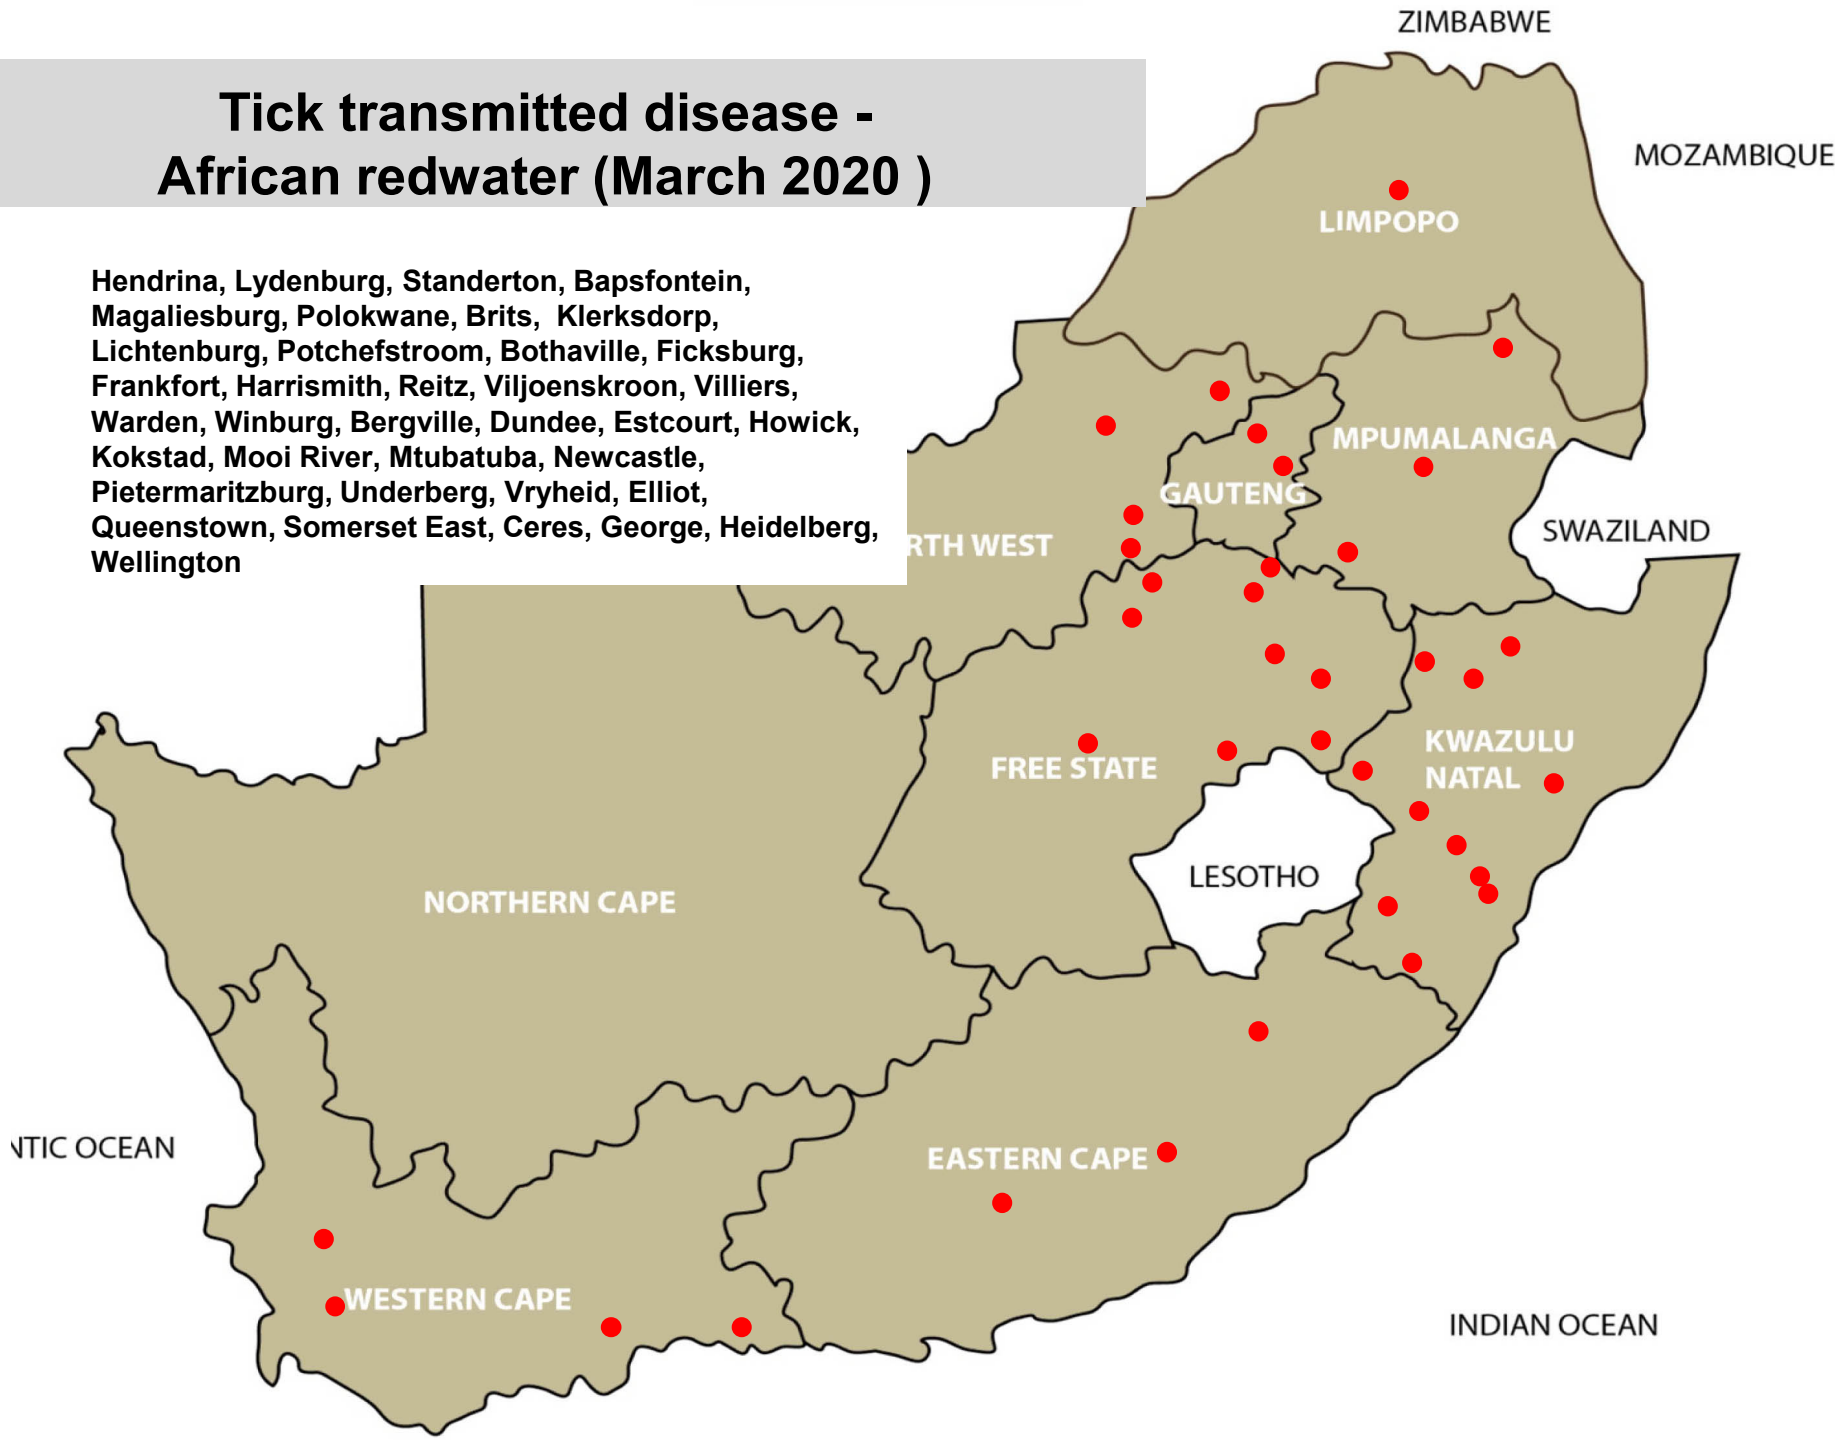 ZIMBABWE
Tick transmitted disease -
African redwater (March 2020 )
MOZAMBIQUE
LIMPOPO
Hendrina, Lydenburg, Standerton, Bapsfontein,
Magaliesburg, Polokwane, Brits, Klerksdorp,
Lichtenburg, Potchefstroom, Bothaville, Ficksburg,
Frankfort, Harrismith, Reitz, Viljoenskroon, Villiers,
Warden, Winburg, Bergville, Dundee, Estcourt, Howick,
Kokstad, Mooi River, Mtubatuba, Newcastle,
Pietermaritzburg, Underberg, Vryheid, Elliot,
Queenstown, Somerset East, Ceres, George, Heidelberg,
Wellington
MPUMALANGA
GAUTENG
SWAZILAND
RTH WEST
KWAZULU
NATAL
FREE STATE
LESOTHO
NORTHERN CAPE
NTIC OCEAN
EASTERN CAPE
WESTERN CAPE
INDIAN OCEAN